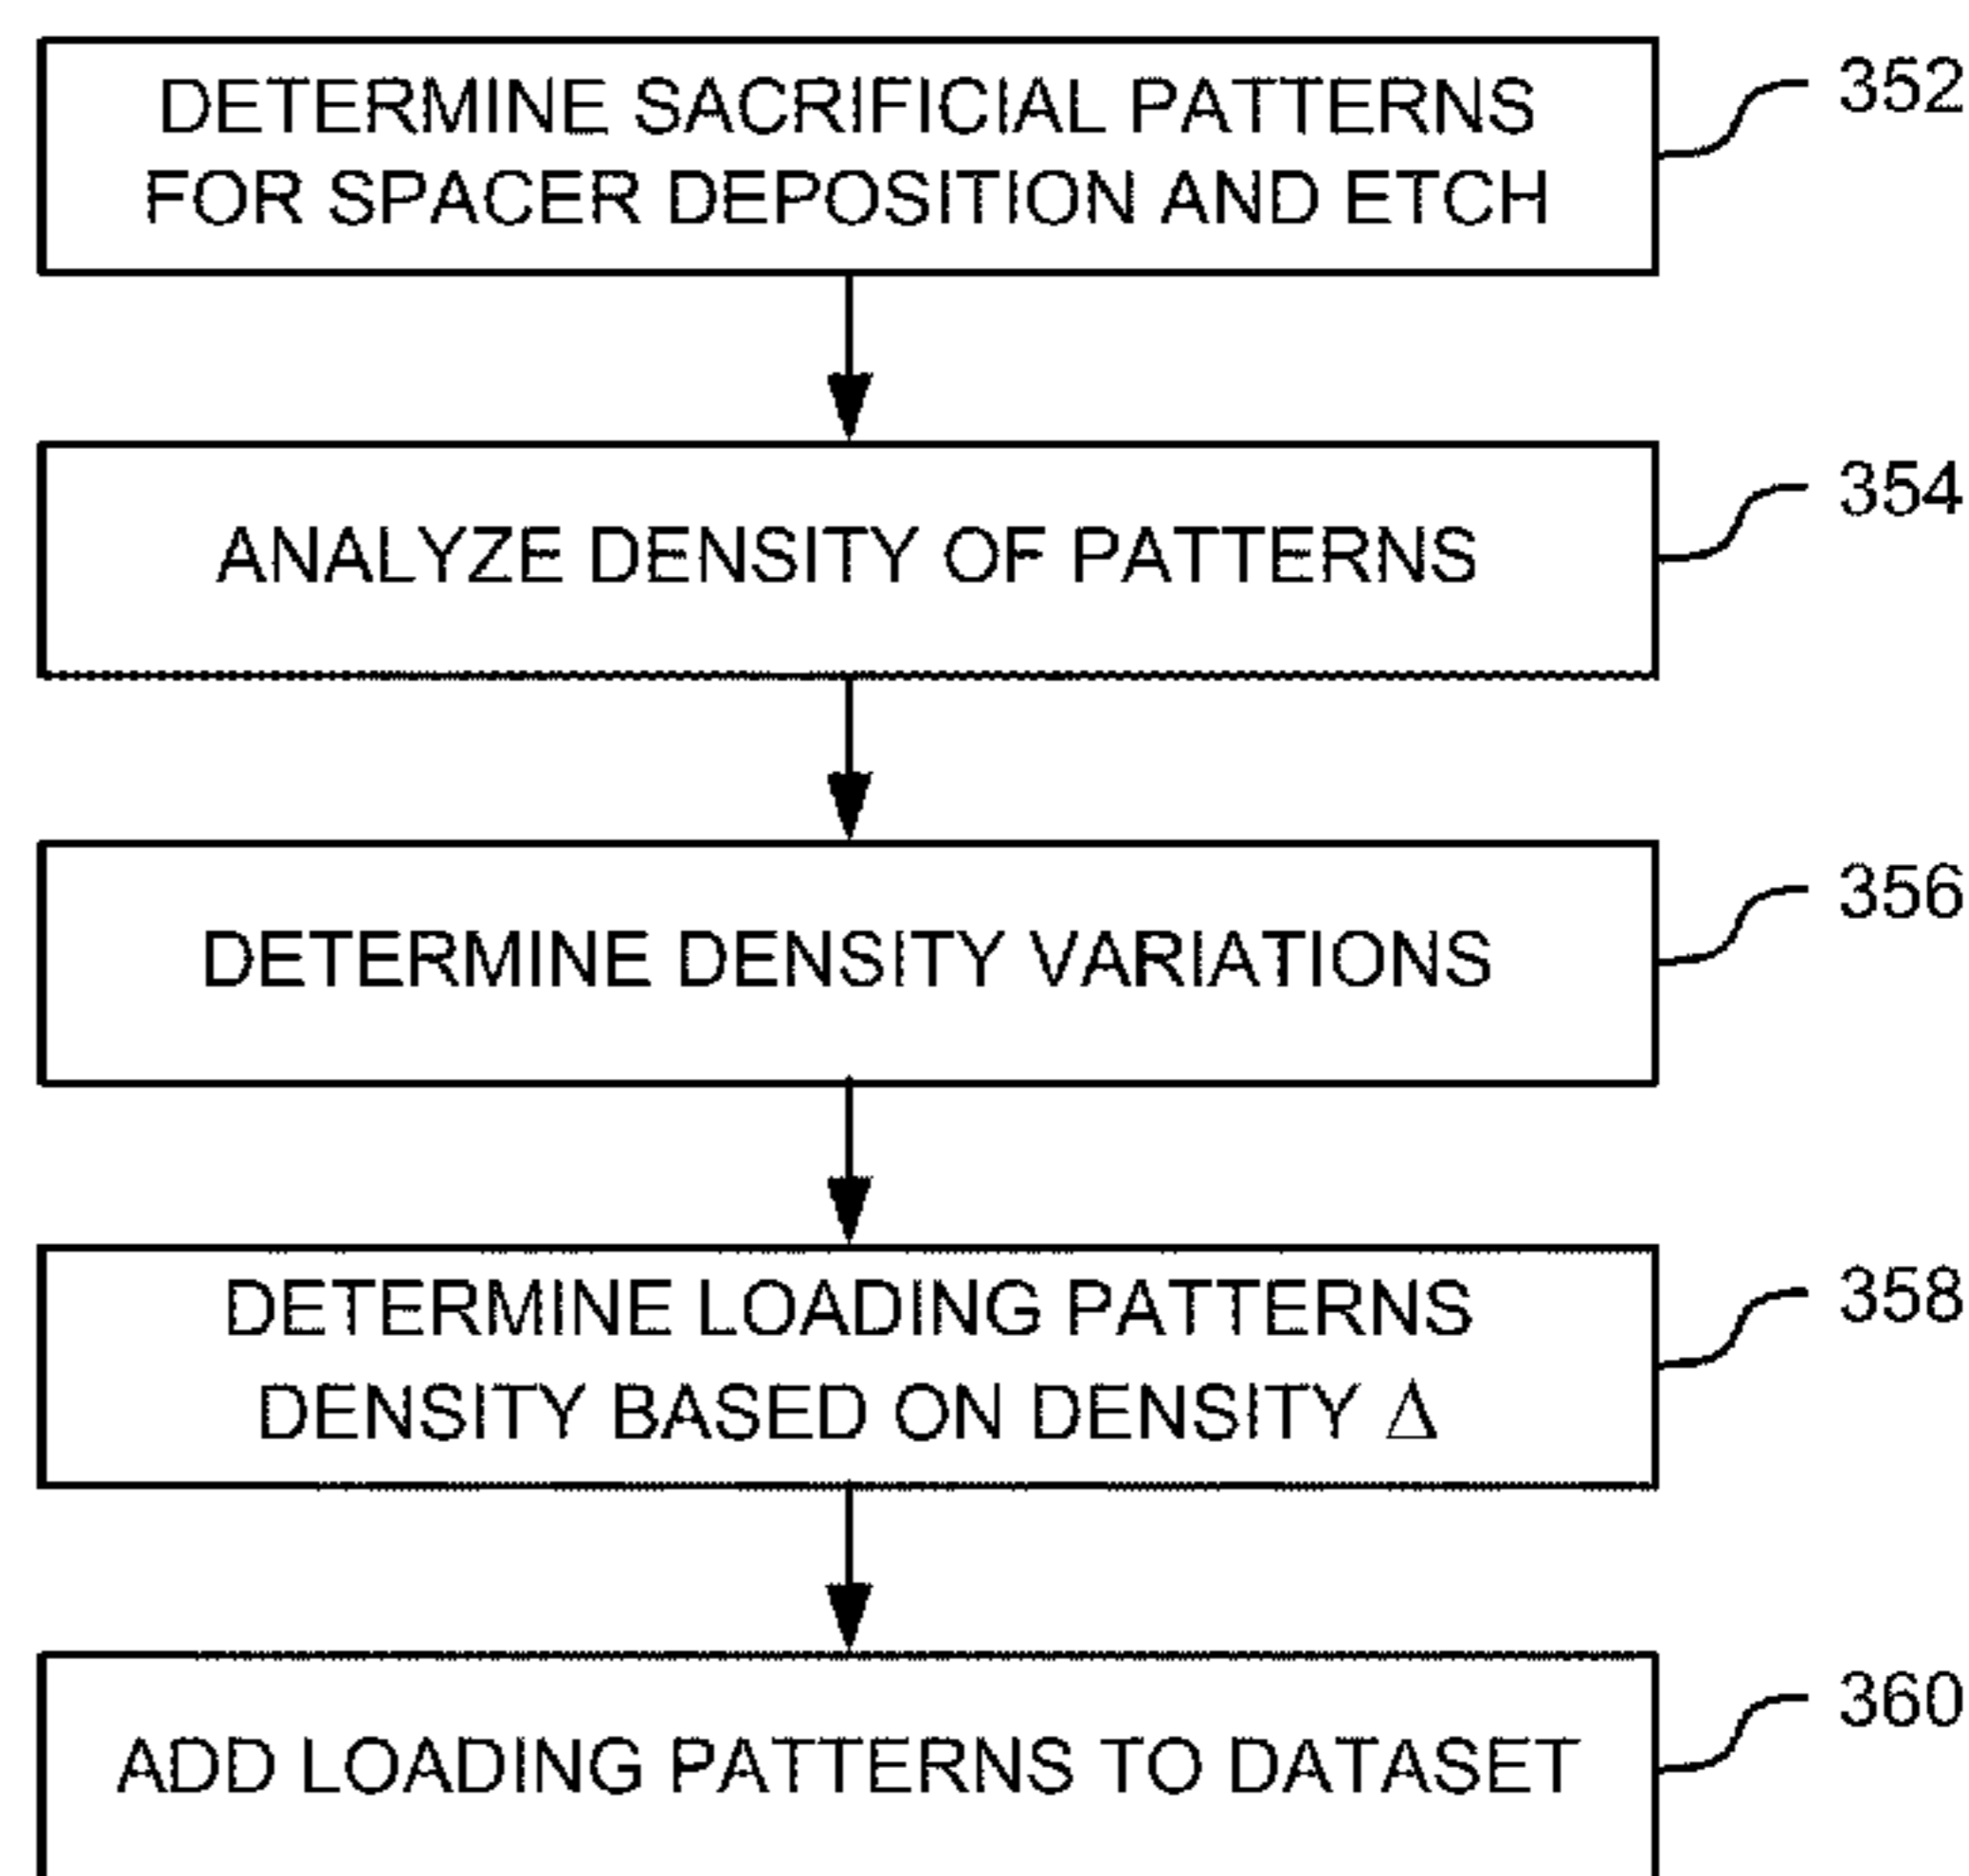 DETERMINE SACRIFICIAL PATTERNS
FOR SPACER DEPOSITION AND ETCH
352
ANALYZE DENSITY OF PATTERNS
354
DETERMINE DENSITY VARIATIONS
356
DETERMINE LOADING PATTERNS
DENSITY BASED ON DENSITY Δ
358
ADD LOADING PATTERNS TO DATASET
360